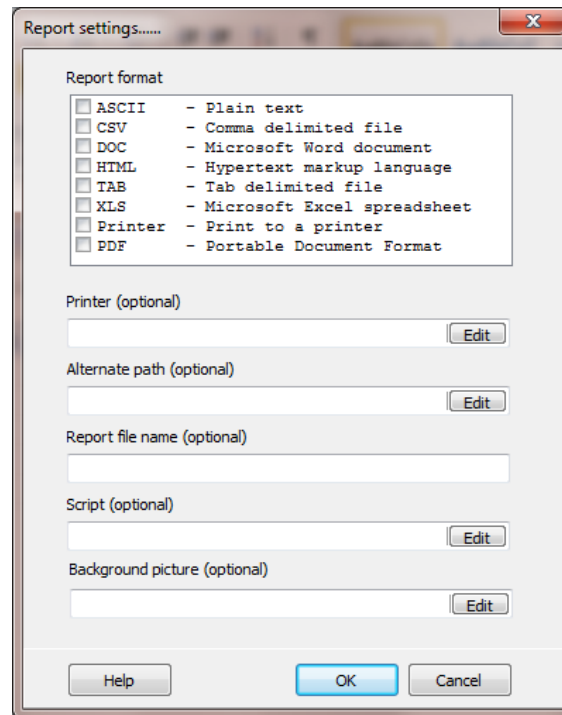 Report settings......
Report format
ASCII - Plain text
CSV - Comma delimited file
DOC - Microsoft Word document
HTML - Hypertext markup language
TAB - Tab delimited file
XLS - Microsoft Excel spreadsheet
Printer - Print to a printer
PDF - Portable Document Format
Printer (optional)
Edit
Alternate path (optional)
Edit
Report file name (optional)
Script (optional)
Edit
Background picture (optional)
Edit
Help OK Cancel